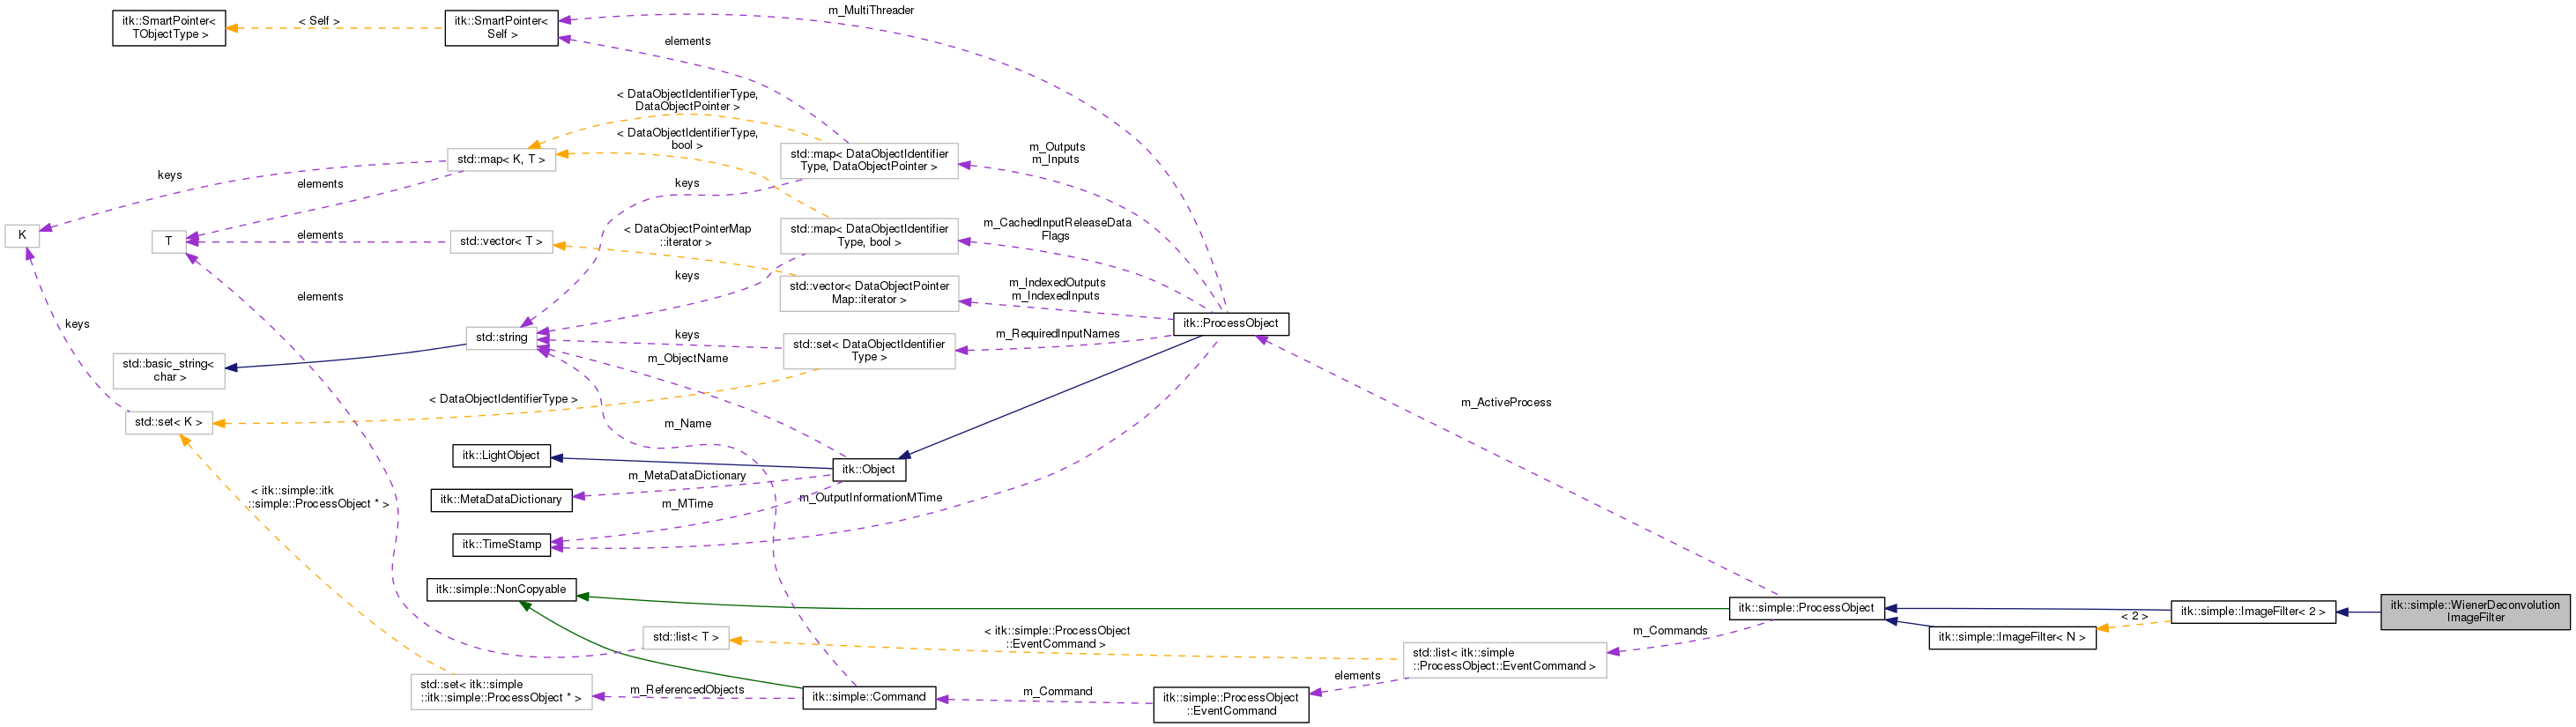 itk::SmartPointer<
TObjectType >
< Self >
itk::SmartPointer<
Self >
m_MultiThreader
elements
< DataObjectIdentifierType,
DataObjectPointer >
< DataObjectIdentifierType,
bool >
std::map< K, T >
std::map< DataObjectIdentifier
Type, DataObjectPointer >
m_Outputs
m_Inputs
keys
elements
keys
K
T
elements
std::vector< T >
< DataObjectPointerMap
::iterator >
std::map< DataObjectIdentifier
Type, bool >
m_CachedInputReleaseData
Flags
keys
elements
std::vector< DataObjectPointer
Map::iterator >
m_IndexedOutputs
m_IndexedInputs
itk::ProcessObject
keys
std::string
keys
std::set< DataObjectIdentifier
Type >
m_RequiredInputNames
m_ObjectName
std::basic_string<
char >
< DataObjectIdentifierType >
m_ActiveProcess
std::set< K >
m_Name
itk::LightObject
itk::Object
m_MetaDataDictionary
itk::MetaDataDictionary
< itk::simple::itk
::simple::ProcessObject * >
m_MTime
m_OutputInformationMTime
itk::TimeStamp
itk::simple::NonCopyable
itk::simple::ProcessObject
itk::simple::ImageFilter< 2 >
itk::simple::WienerDeconvolution
ImageFilter
< 2 >
itk::simple::ImageFilter< N >
std::list< T >
< itk::simple::ProcessObject
::EventCommand >
m_Commands
std::list< itk::simple
::ProcessObject::EventCommand >
elements
std::set< itk::simple
::itk::simple::ProcessObject * >
m_ReferencedObjects
itk::simple::Command
m_Command
itk::simple::ProcessObject
::EventCommand